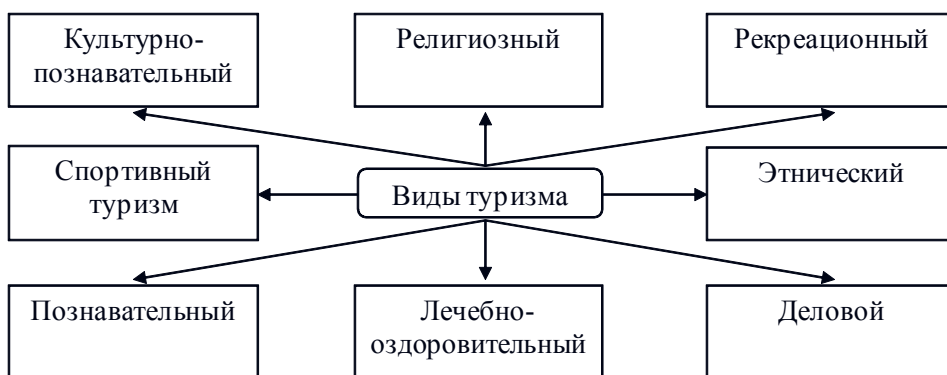 Культурно-
познавательный
Религиозный
Рекреационный
Спортивный
туризм
Виды туризма
Этнический
Познавательный
Лечебно-
оздоровительный
Деловой